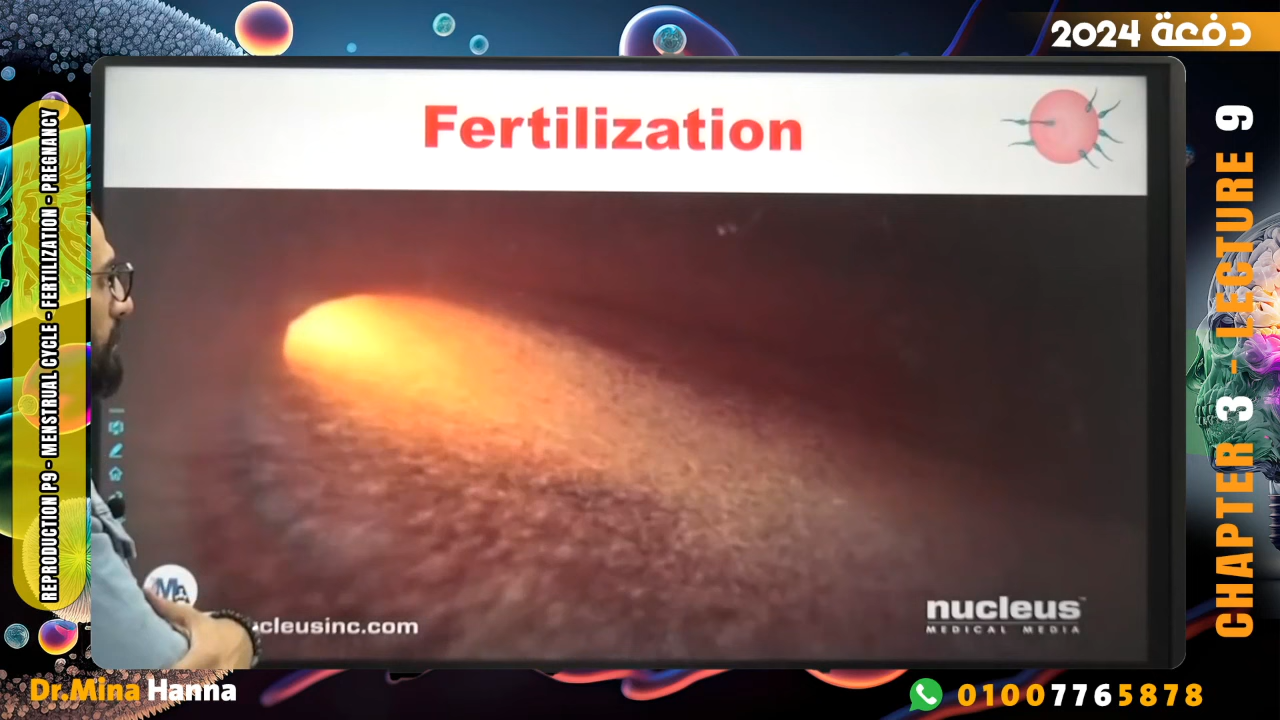 دفعة 2024
Fertilization
REPRODUCTION P9 - MENSTRUAL CYCLE - FERTILIZATION - PREGNANCY
CHAPTER 3 - LECTURE 9
cleusinc.com
nucleus
MEDICAL MEDIA
Dr.Mina Hanna
01007765878